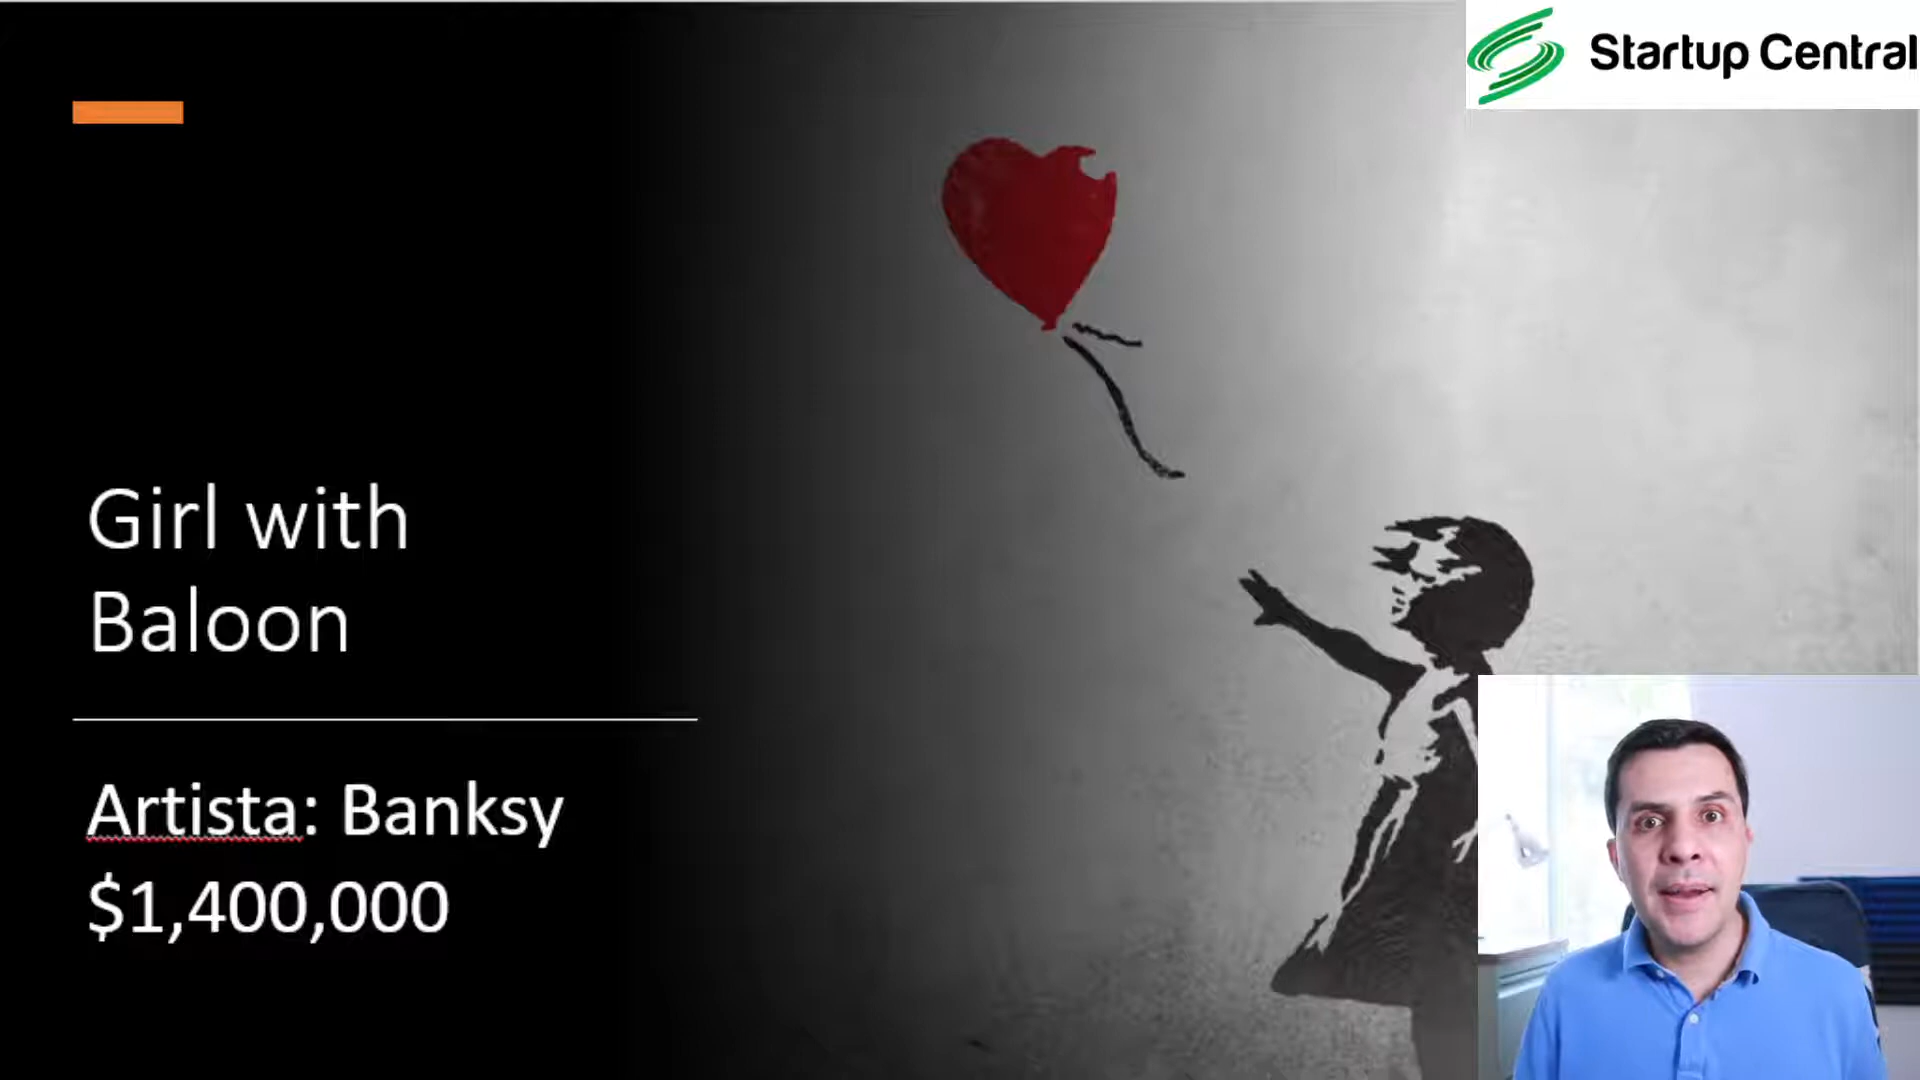 Startup Central
Girl with
Baloon
Artista: Banksy
$1,400,000